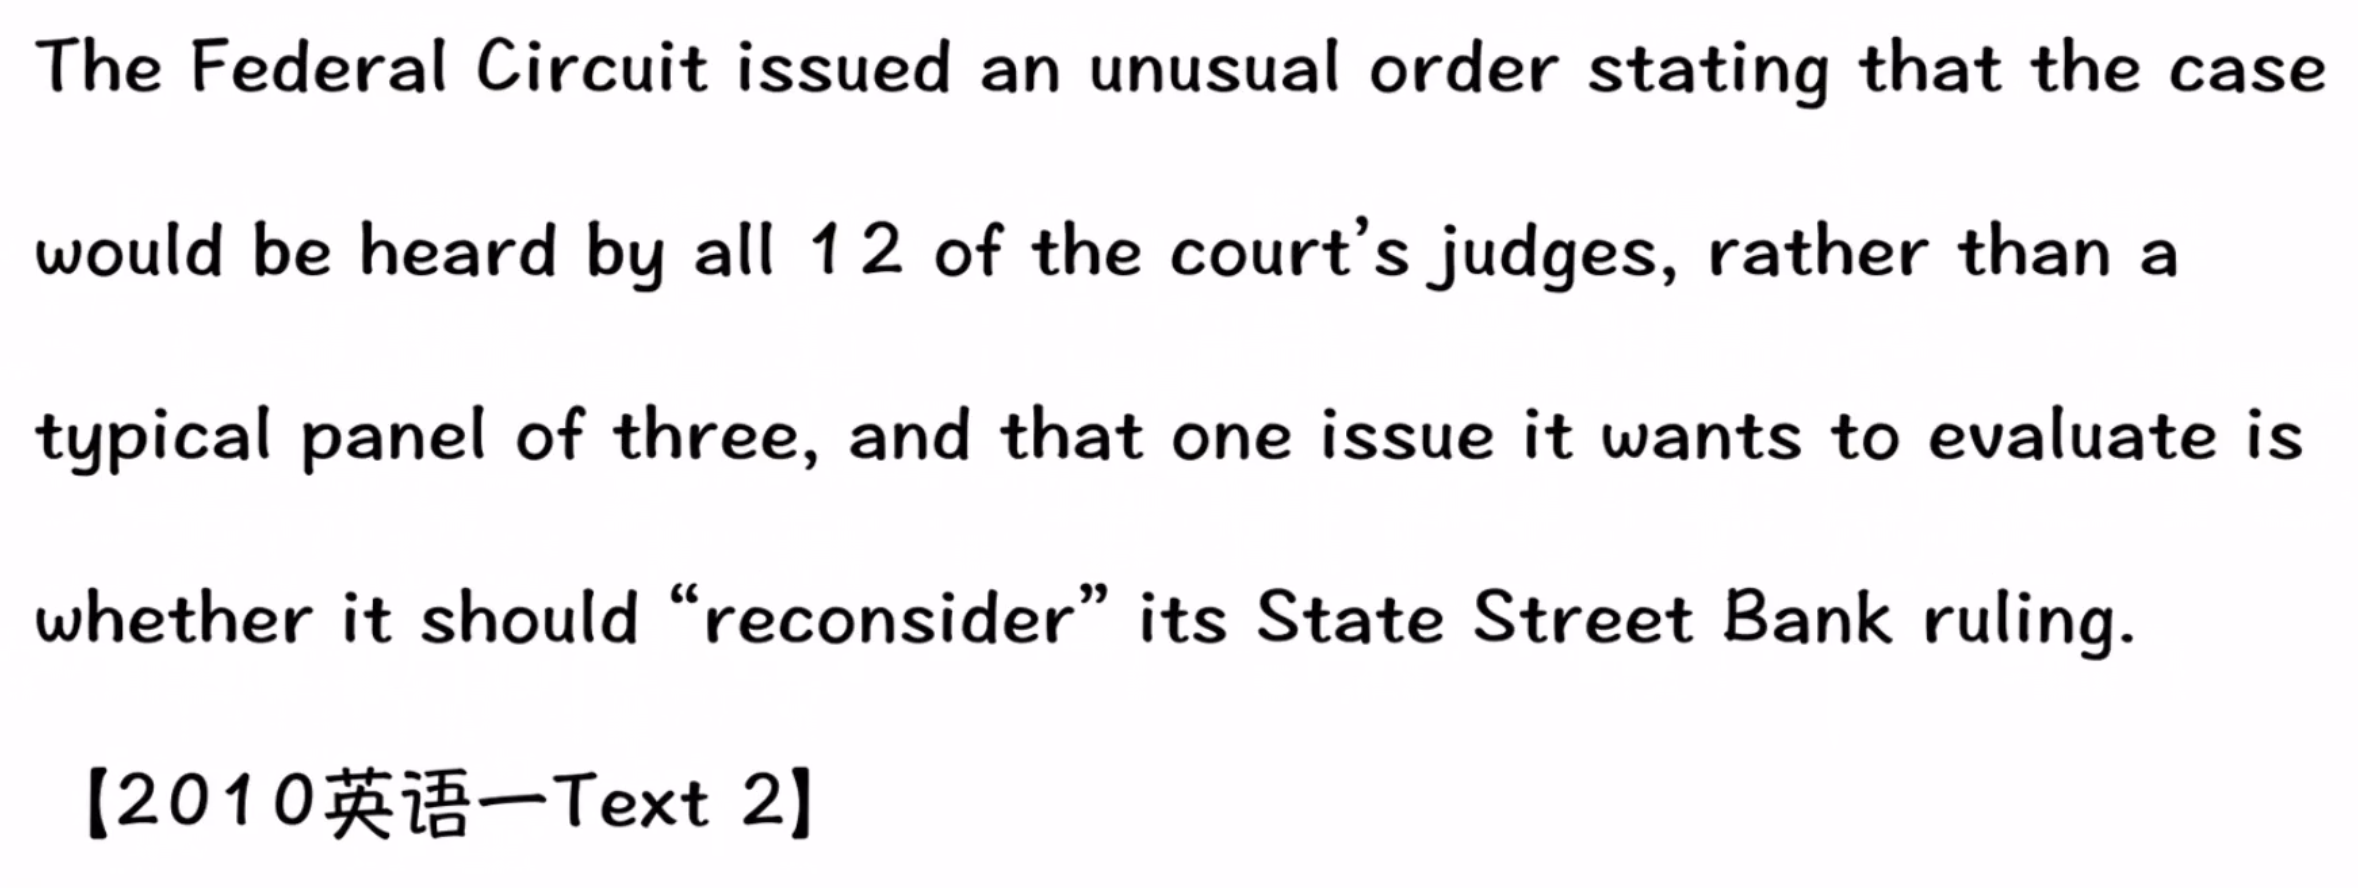 The Federal Circuit issued an unusual order stating that the case
would be heard by all 12 of the court’s judges, rather than a
typical panel of three, and that one issue it wants to evaluate is
whether it should “reconsider” its State Street Bank ruling.
【2010英语一Text 2】